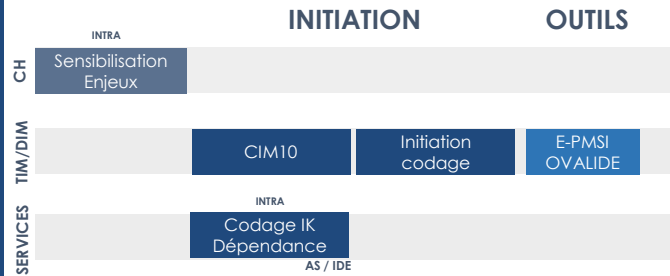 INITIATION
OUTILS
INTRA
CH
Sensibilisation
Enjeux
TIM/DIM
CIM10
Initiation
codage
E-PMSI
OVALIDE
SERVICES
INTRA
Codage IK
Dépendance
AS / IDE